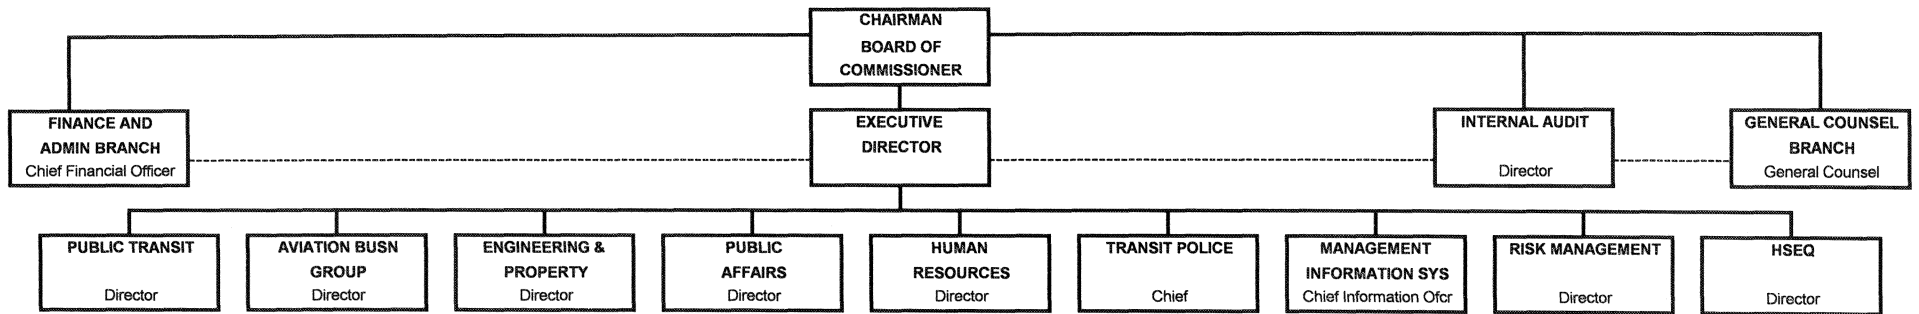 CHAIRMAN
BOARD OF
COMMISSIONER
FINANCE AND
ADMIN BRANCH
Chief Financial Officer
EXECUTIVE
DIRECTOR
INTERNAL AUDIT
Director
GENERAL COUNSEL
BRANCH
General Counsel
PUBLIC TRANSIT
Director
AVIATION BUSN
GROUP
Director
ENGINEERING &
PROPERTY
Director
PUBLIC
AFFAIRS
Director
HUMAN
RESOURCES
Director
TRANSIT POLICE
Chief
MANAGEMENT
INFORMATION SYS
Chief Information Ofcr
RISK MANAGEMENT
Director
HSEQ
Director